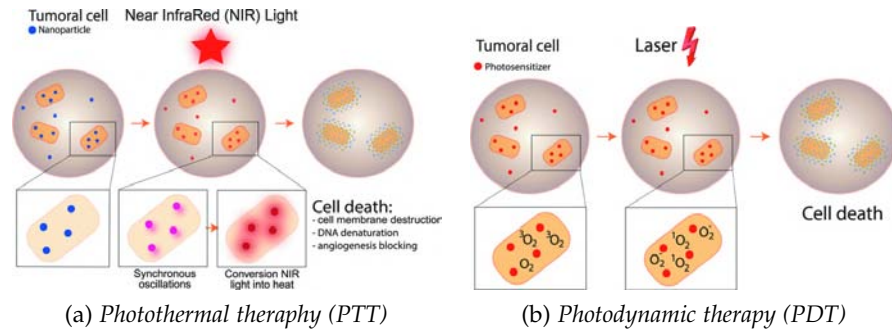 Tumoral cell
Nanoparticle
Near InfraRed (NIR) Light
Synchronous
oscillations
Conversion NIR
light into heat
Cell death:
- cell membrane destruction
- DNA denaturation
- angiogenesis blocking
(a) Photothermal theraphy (PTT)
Tumoral cell
Photosensitizer
Laser
³O₂ ³O₂
O₂
¹O₂ O₂⁻
O₂⁻ ¹O₂
Cell death
(b) Photodynamic therapy (PDT)